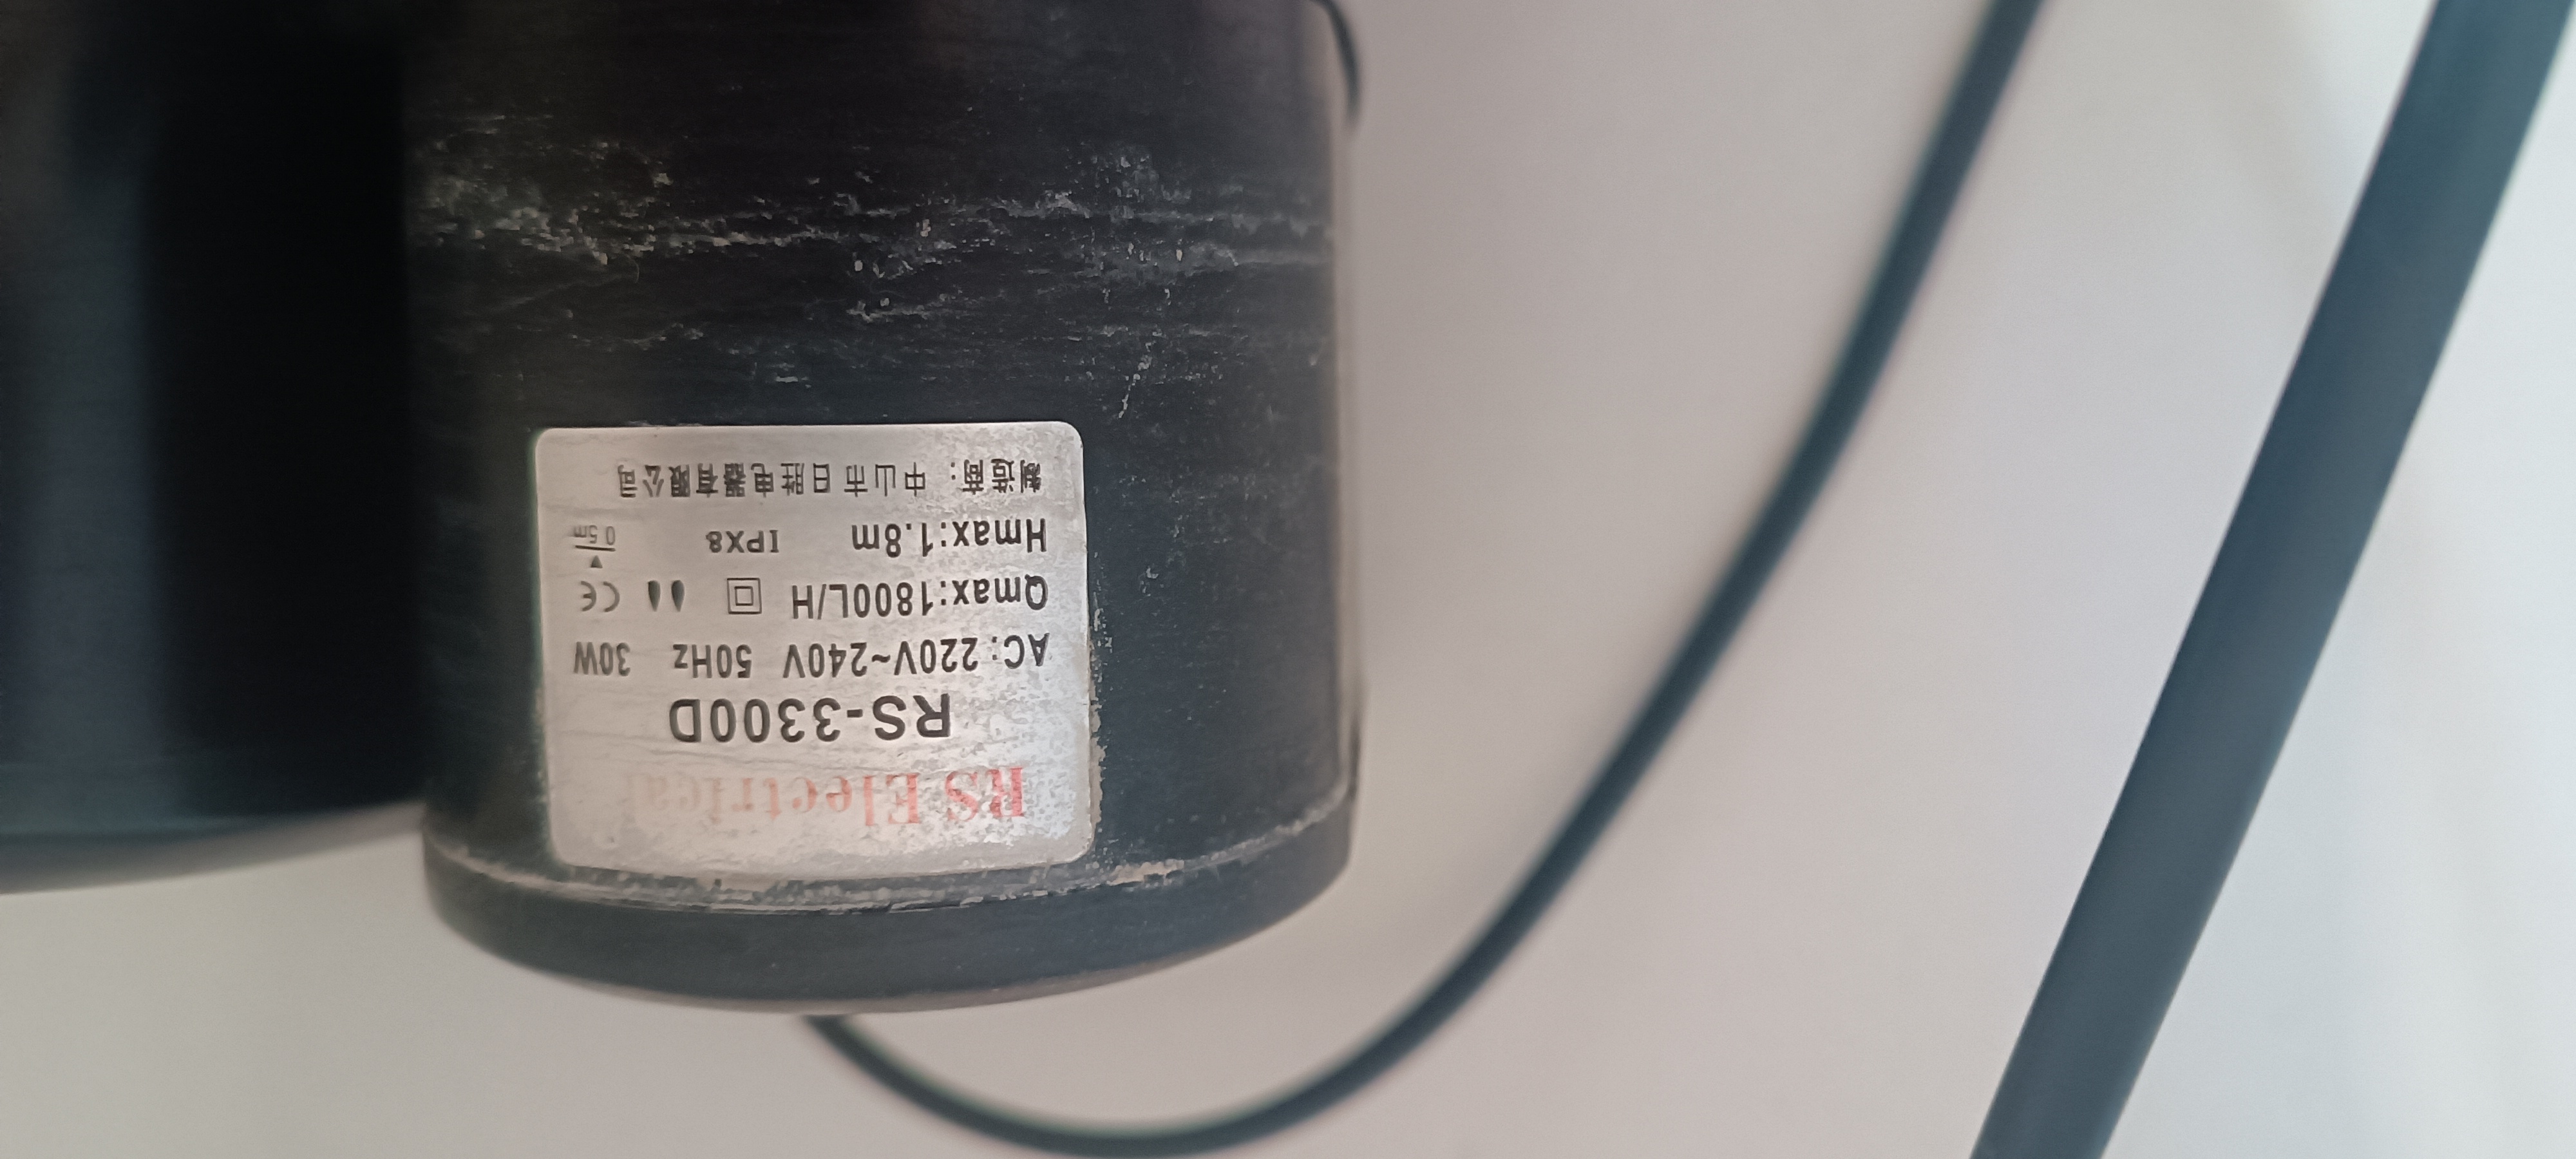 RS Electrical
RS-3300D
AC: 220V~240V 50Hz 30W
Qmax:1800L/H CE
Hmax:1.8m IPX8 0.5m
制造商：中山市日胜电器有限公司